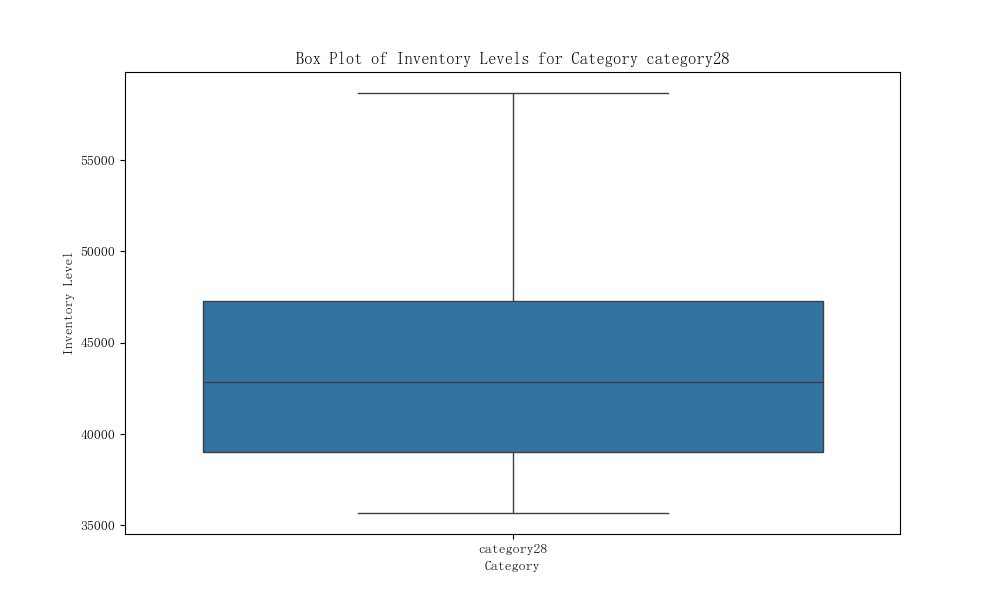 Box Plot of Inventory Levels for Category category28
Inventory Level
55000
50000
45000
40000
35000
category28
Category